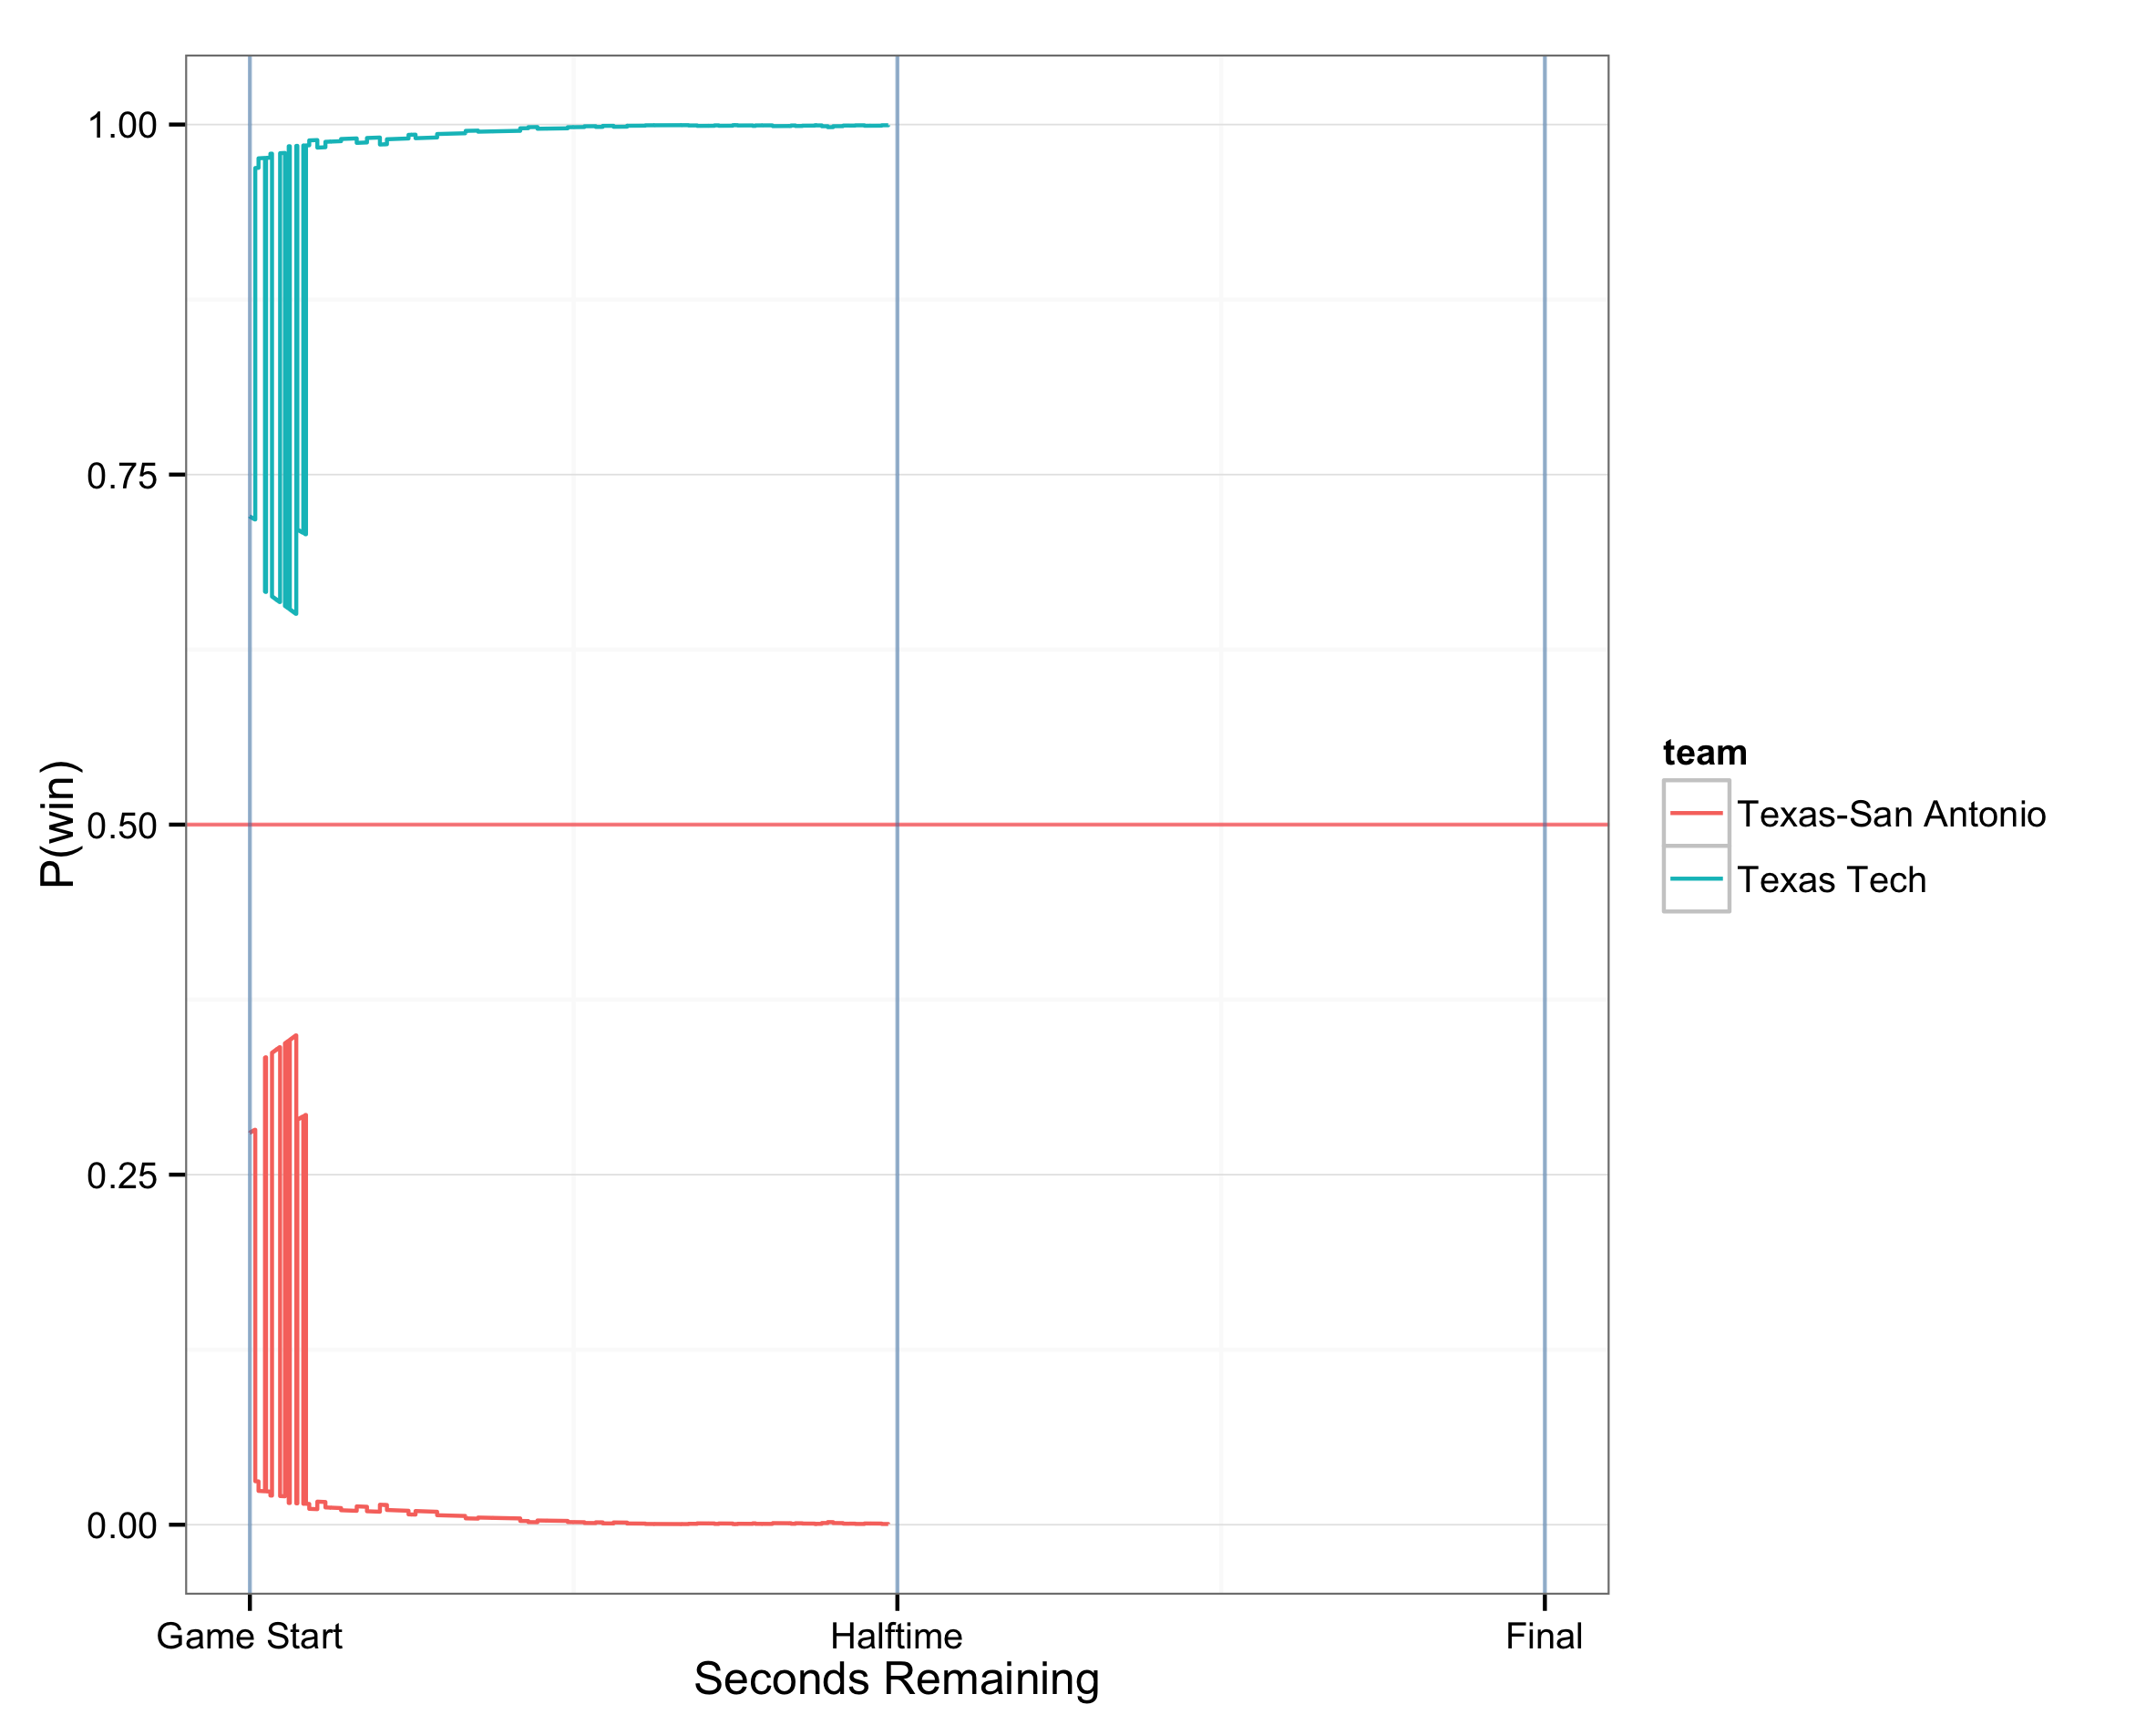 1.00
0.75
0.50
0.25
0.00
P(win)
Game Start
Halftime
Final
Seconds Remaining
team
Texas-San Antonio
Texas Tech